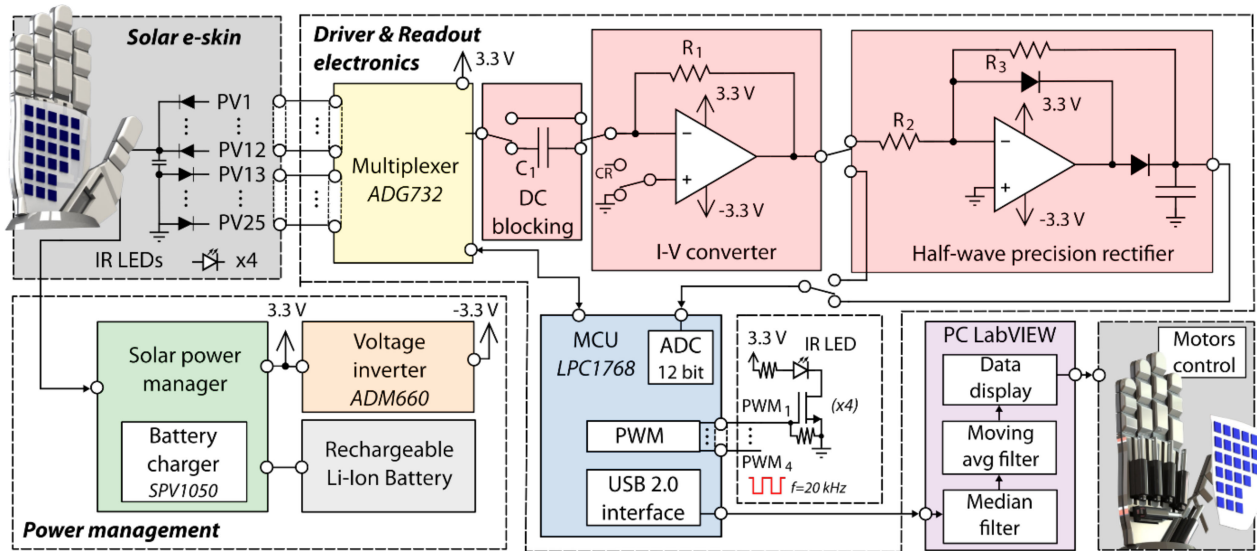 Solar e-skin
PV1
PV12
PV13
PV25
IR LEDs
x4
Driver & Readout
electronics
3.3 V
Multiplexer
ADG732
C1
DC
blocking
CR
R1
3.3 V
−
+
-3.3 V
I-V converter
R2
R3
3.3 V
−
+
-3.3 V
Half-wave precision rectifier
Solar power
manager
Battery
charger
SPV1050
3.3 V
-3.3 V
Voltage
inverter
ADM660
Rechargeable
Li-Ion Battery
Power management
MCU
LPC1768
ADC
12 bit
PWM
USB 2.0
interface
3.3 V
IR LED
PWM1
(x4)
PWM4
f=20 kHz
PC LabVIEW
Data
display
Moving
avg filter
Median
filter
Motors
control